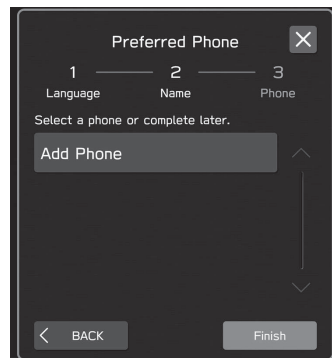 Preferred Phone
1 2 3
Language Name Phone
Select a phone or complete later.
Add Phone
BACK Finish